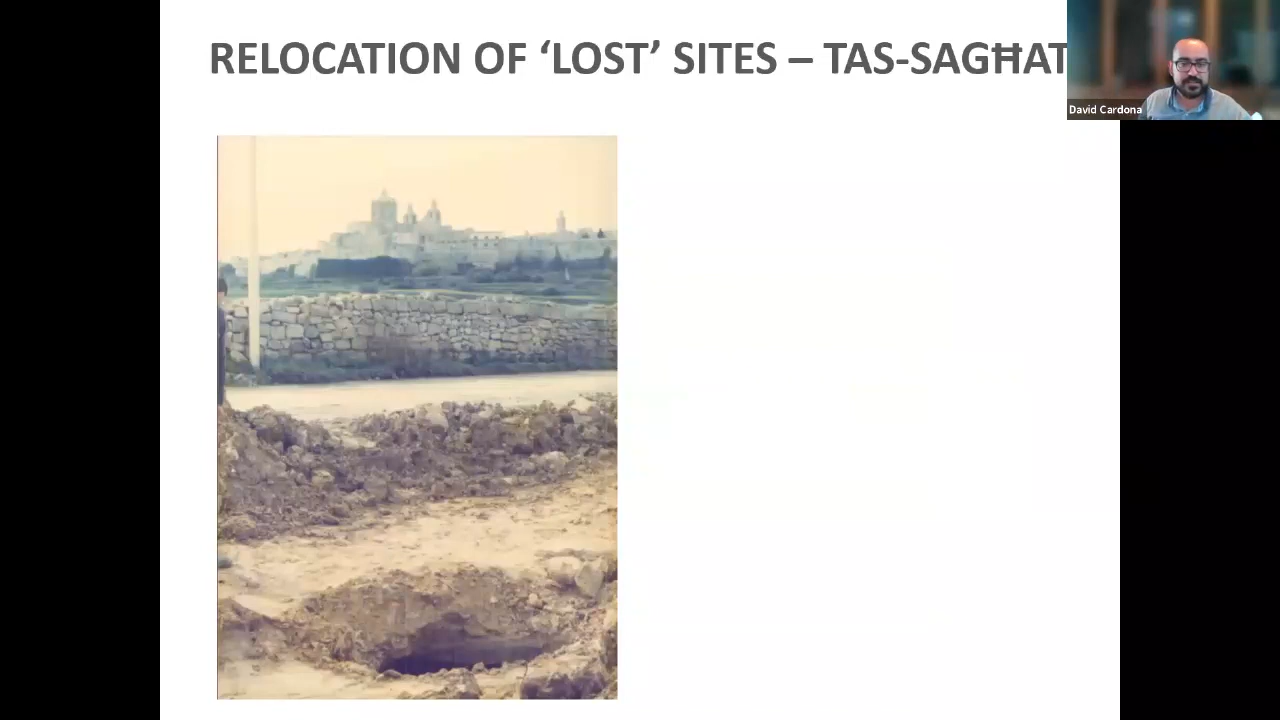 RELOCATION OF ‘LOST’ SITES – TAS-SAGĦAT
David Cardona